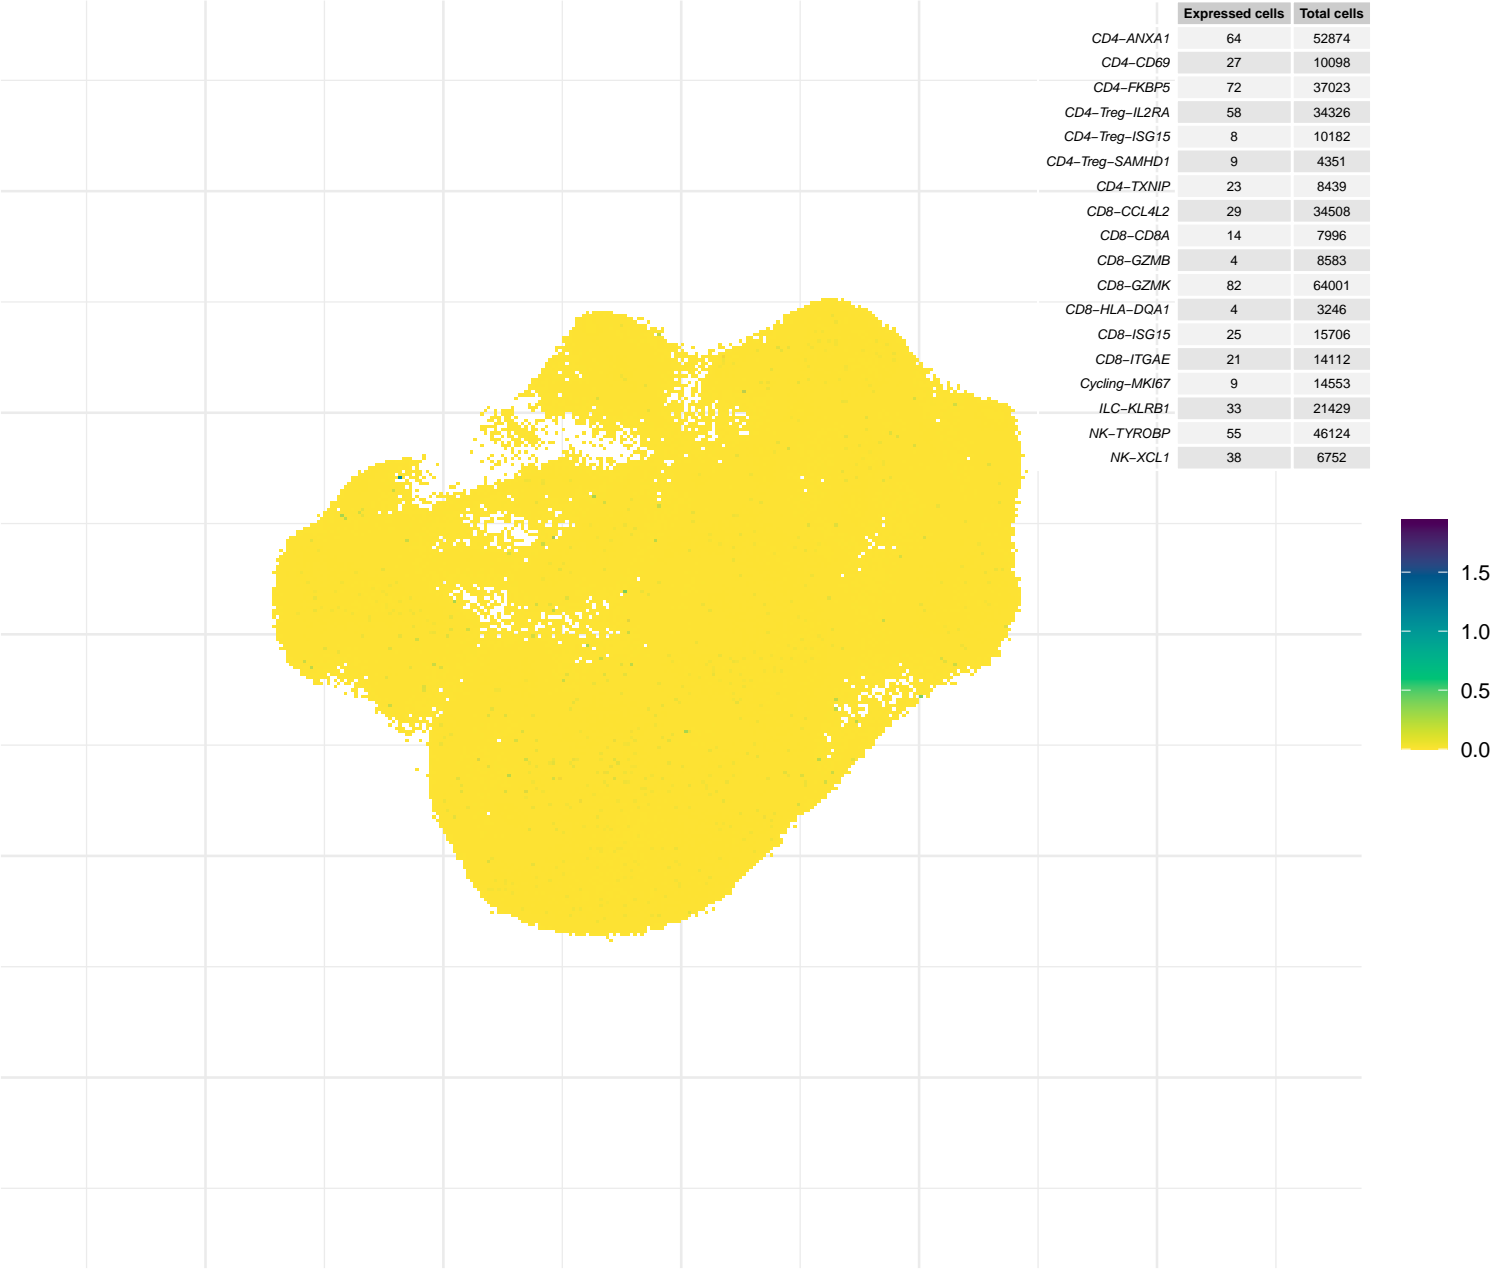 Expressed cells Total cells
CD4−ANXA1 64 52874
CD4−CD69 27 10098
CD4−FKBP5 72 37023
CD4−Treg−IL2RA 58 34326
CD4−Treg−ISG15 8 10182
CD4−Treg−SAMHD1 9 4351
CD4−TXNIP 23 8439
CD8−CCL4L2 29 34508
CD8−CD8A 14 7996
CD8−GZMB 4 8583
CD8−GZMK 82 64001
CD8−HLA−DQA1 4 3246
CD8−ISG15 25 15706
CD8−ITGAE 21 14112
Cycling−MKI67 9 14553
ILC−KLRB1 33 21429
NK−TYROBP 55 46124
NK−XCL1 38 6752
1.5
1.0
0.5
0.0